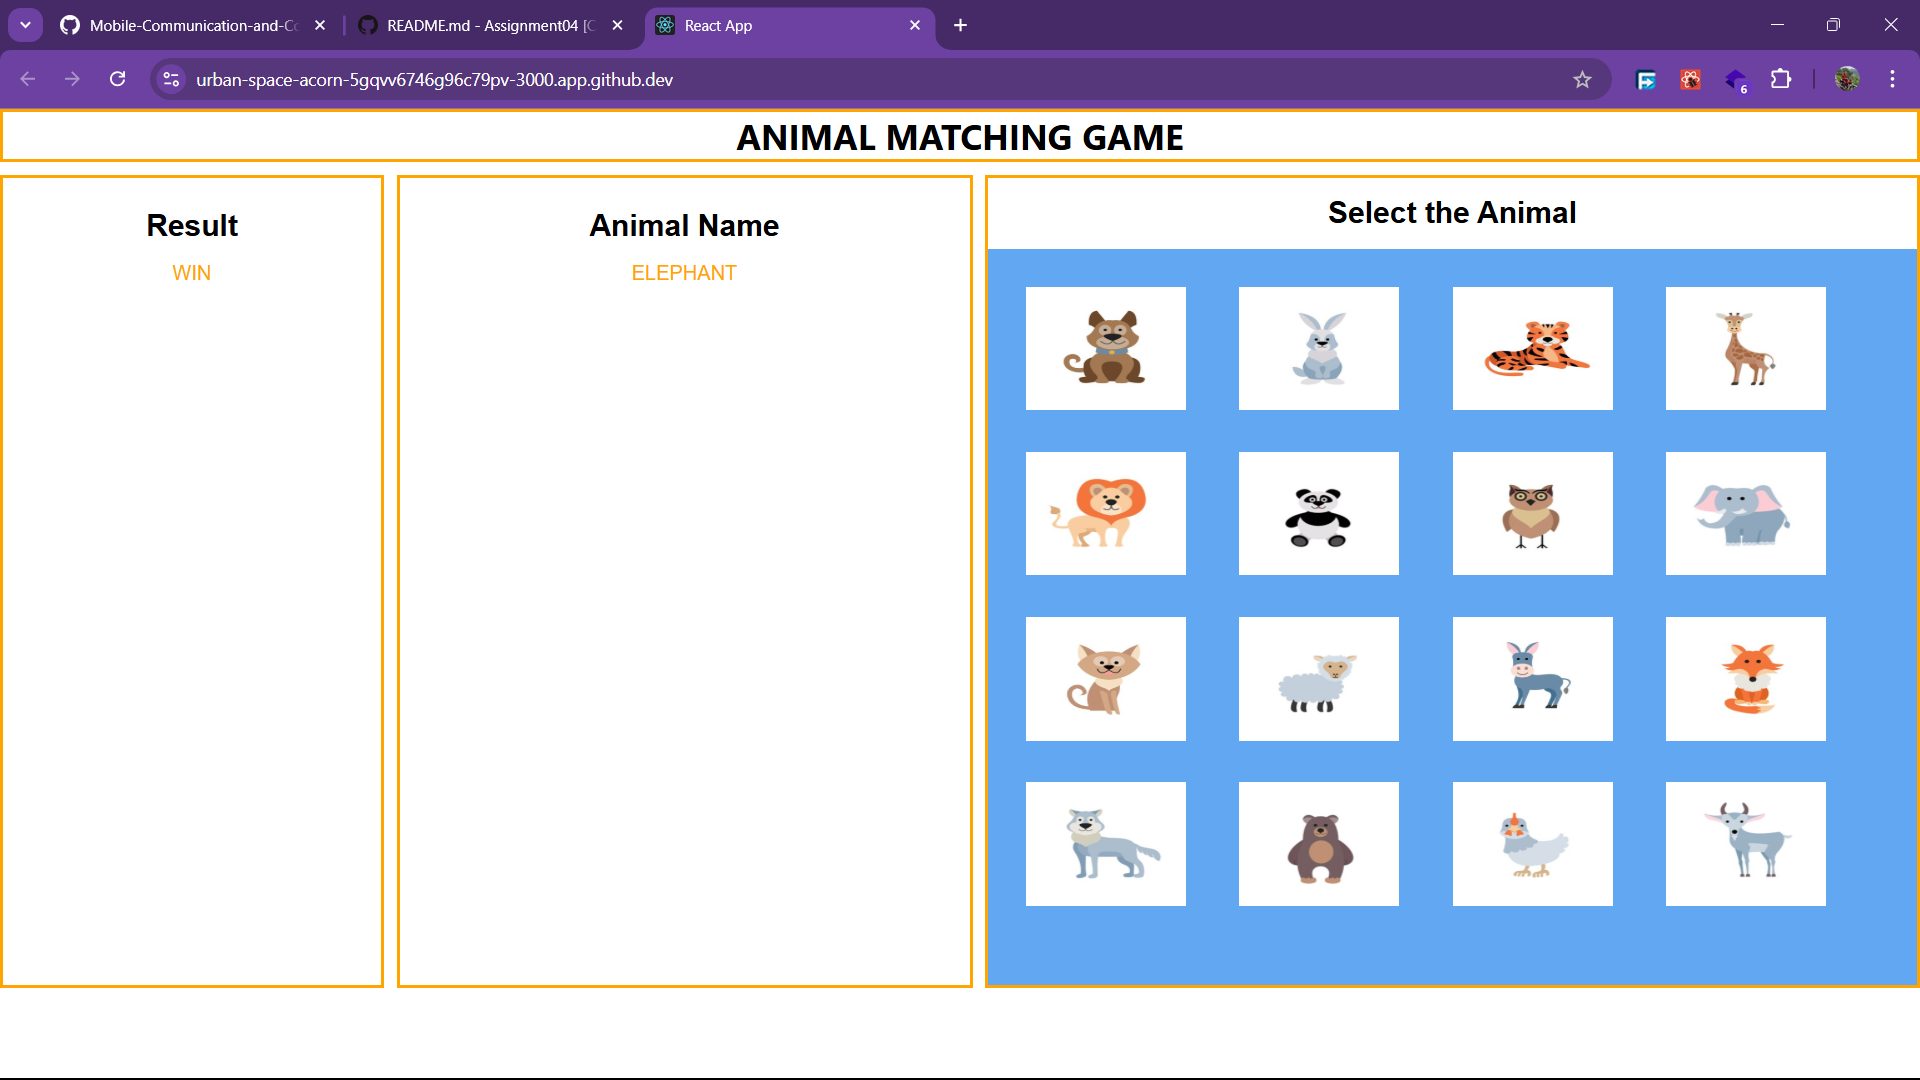 Mobile-Communication-and-Co
README.md - Assignment04 [C
React App
urban-space-acorn-5gqvv6746g96c79pv-3000.app.github.dev
6
ANIMAL MATCHING GAME
Result
WIN
Animal Name
ELEPHANT
Select the Animal